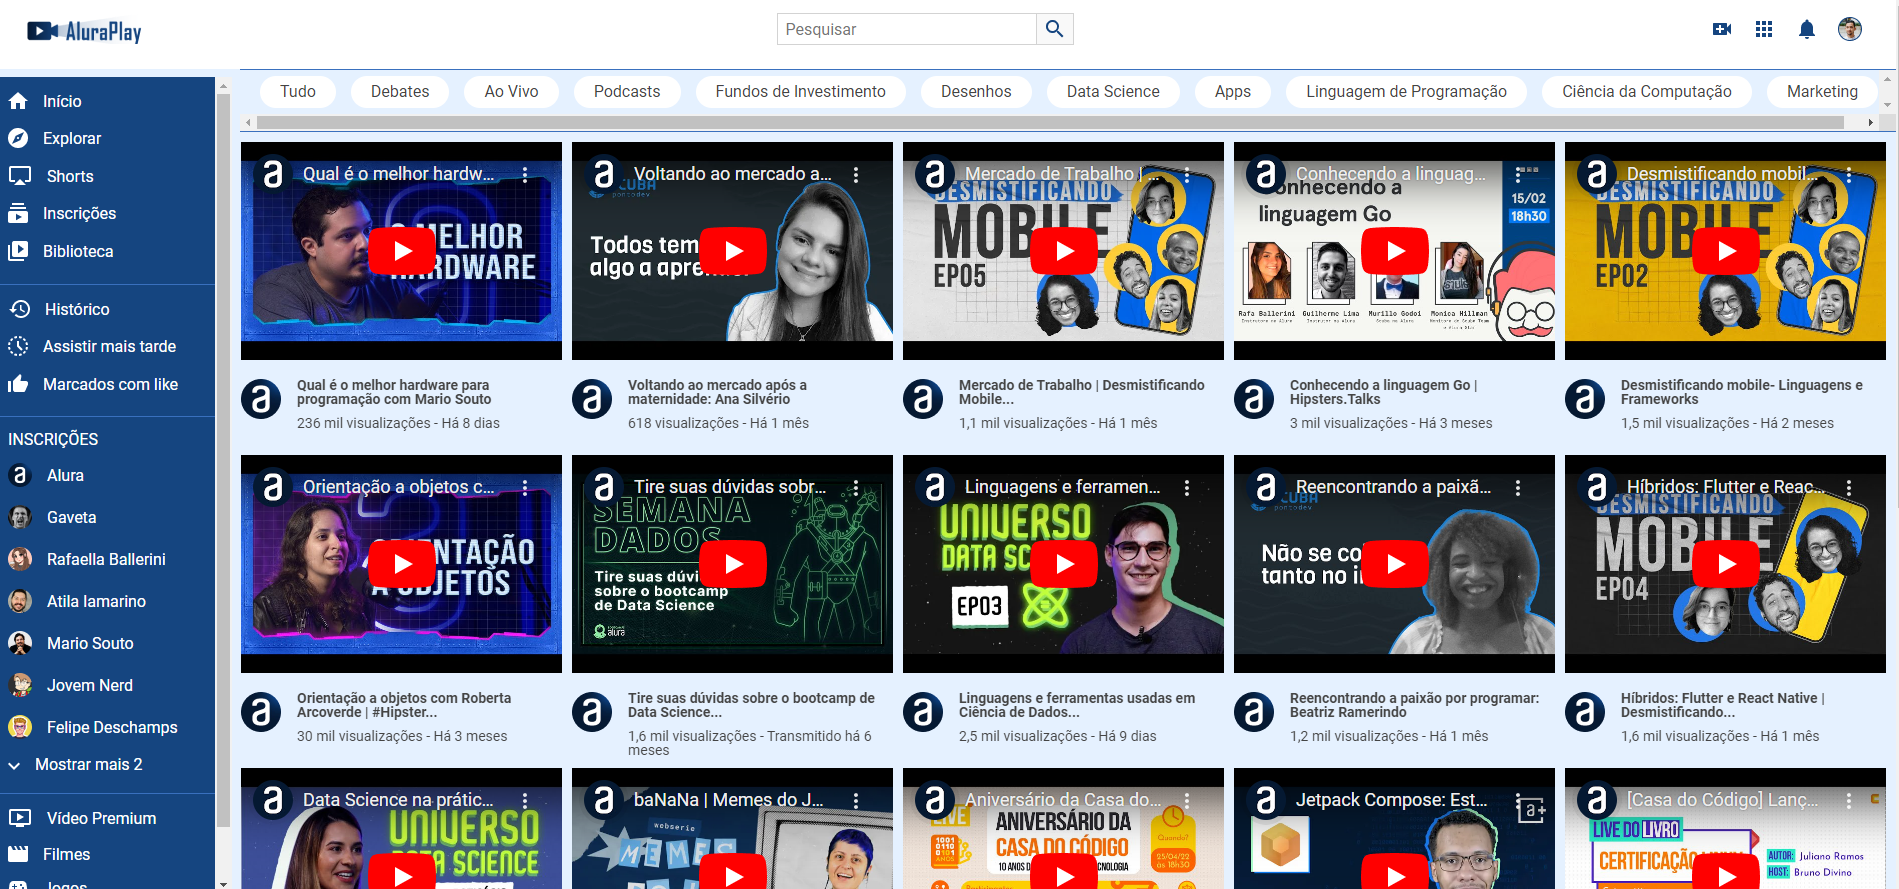 AluraPlay
Pesquisar
Início
Explorar
Shorts
Inscrições
Biblioteca
Histórico
Assistir mais tarde
Marcados com like
INSCRIÇÕES
Alura
Gaveta
Rafaella Ballerini
Atila Iamarino
Mario Souto
Jovem Nerd
Felipe Deschamps
Mostrar mais 2
Vídeo Premium
Filmes
Jogos
Tudo
Debates
Ao Vivo
Podcasts
Fundos de Investimento
Desenhos
Data Science
Apps
Linguagem de Programação
Ciência da Computação
Marketing
Qual é o melhor hardw...
O MELHOR
HARDWARE
Qual é o melhor hardware para
programação com Mario Souto
236 mil visualizações - Há 8 dias
Voltando ao mercado a...
CUBA
pontodev
Todos tem
algo a aprender
Voltando ao mercado após a
maternidade: Ana Silvério
618 visualizações - Há 1 mês
Mercado de Trabalho | ...
DESMISTIFICANDO
MOBILE
EP05
Mercado de Trabalho | Desmistificando
Mobile...
1,1 mil visualizações - Há 1 mês
Conhecendo a linguag...
Conhecendo a
linguagem Go
15/02
18h30
Rafa Ballerini
Guilherme Lima
Murillo Godoi
Monica Hillman
Conhecendo a linguagem Go |
Hipsters.Talks
3 mil visualizações - Há 3 meses
Desmistificando mobil...
DESMISTIFICANDO
MOBILE
EP02
Desmistificando mobile- Linguagens e
Frameworks
1,5 mil visualizações - Há 2 meses
Orientação a objetos c...
ORIENTAÇÃO
A OBJETOS
Orientação a objetos com Roberta
Arcoverde | #Hipster...
30 mil visualizações - Há 3 meses
Tire suas dúvidas sobr...
SEMANA
DADOS
Tire suas dúvi
sobre o bootcamp
de Data Science
alura
Tire suas dúvidas sobre o bootcamp de
Data Science...
1,6 mil visualizações - Transmitido há 6
meses
Linguagens e ferramen...
UNIVERSO
DATA SC
EP03
Linguagens e ferramentas usadas em
Ciência de Dados...
2,5 mil visualizações - Há 9 dias
Reencontrando a paixã...
CUBA
pontodev
Não se co
tanto no i
Reencontrando a paixão por programar:
Beatriz Ramerindo
1,2 mil visualizações - Há 1 mês
Híbridos: Flutter e Reac...
DESMISTIFICANDO
MOBILE
EP04
Híbridos: Flutter e React Native |
Desmistificando...
1,6 mil visualizações - Há 1 mês
Data Science na prátic...
UNIVERSO
DATA SCIENCE
baNaNa | Memes do J...
webserie
MEMES
Aniversário da Casa do...
LIVE
ANIVERSÁRIO DA
CASA DO CÓDIGO
Quando?
25/04/22
às 18h30
Jetpack Compose: Est...
a+
[Casa do Código] Lanç...
LIVE DO LIVRO
CERTIFICAÇÃO
AUTOR: Juliano Ramos
HOST: Bruno Divino